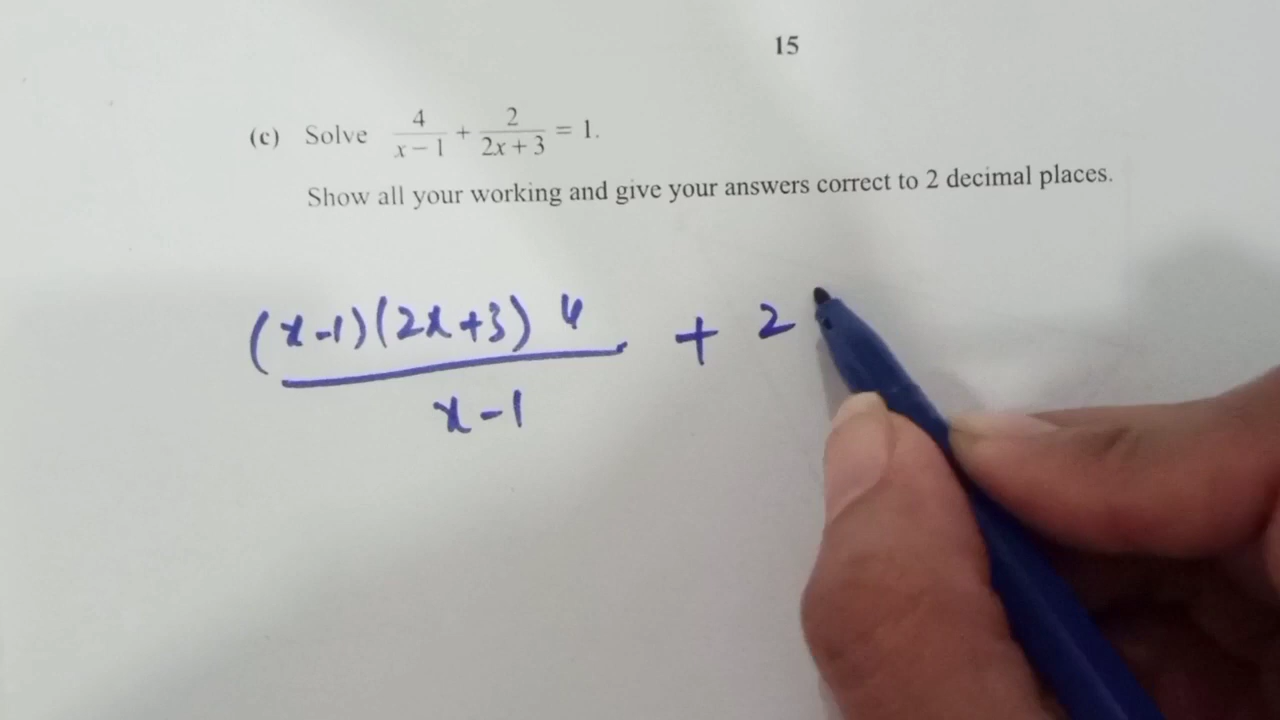 15
(c) Solve 4/(x − 1) + 2/(2x + 3) = 1.
Show all your working and give your answers correct to 2 decimal places.
(x-1)(2x+3) 4 + 2
x-1